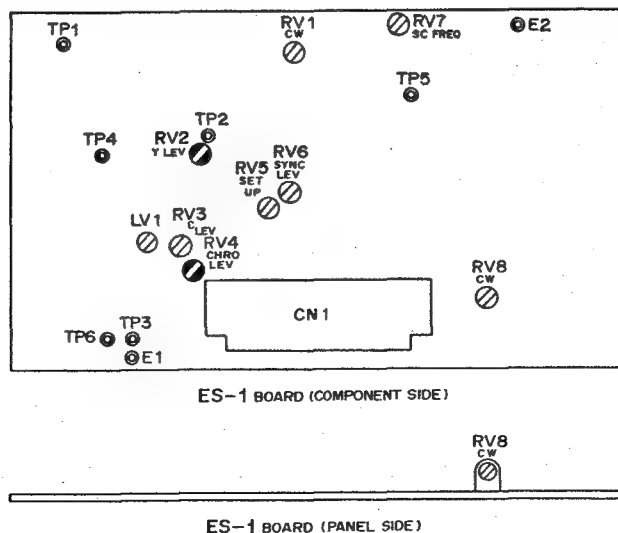 TP1
RV1
CW
RV7
SC FREQ
E2
TP5
TP2
RV2
Y LEV
TP4
RV6
SYNC
LEV
RV5
SET
UP
LV1
RV3
C LEV
RV4
CHRO
LEV
RV8
CW
CN1
TP6
TP3
E1
ES-1 BOARD (COMPONENT SIDE)
RV8
CW
ES-1 BOARD (PANEL SIDE)